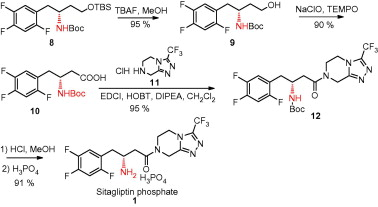 F
F
F
OTBS
NHBoc
8
TBAF, MeOH
95 %
F
F
F
OH
NHBoc
9
NaClO, TEMPO
90 %
F
F
F
COOH
NHBoc
10
CF3
ClH
HN
N
N
N
11
EDCI, HOBT, DIPEA, CH2Cl2
95 %
F
F
F
NH
Boc
O
N
N
N
N
CF3
12
1) HCl, MeOH
2) H3PO4
91 %
F
F
F
NH2
O
N
N
N
N
CF3
H3PO4
Sitagliptin phosphate
1